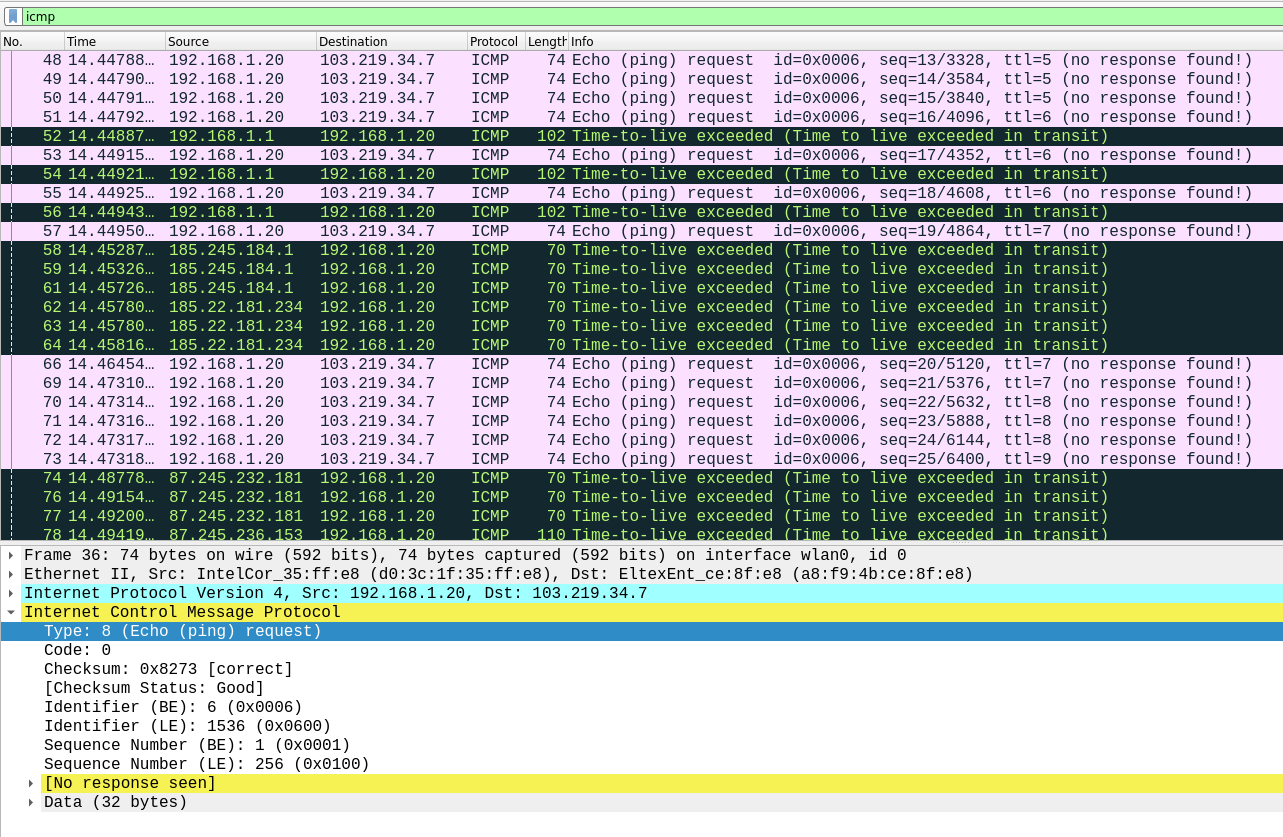 icmp
No. Time Source Destination Protocol Length Info
48 14.44788… 192.168.1.20 103.219.34.7 ICMP 74 Echo (ping) request id=0x0006, seq=13/3328, ttl=5 (no response found!)
49 14.44790… 192.168.1.20 103.219.34.7 ICMP 74 Echo (ping) request id=0x0006, seq=14/3584, ttl=5 (no response found!)
50 14.44791… 192.168.1.20 103.219.34.7 ICMP 74 Echo (ping) request id=0x0006, seq=15/3840, ttl=5 (no response found!)
51 14.44792… 192.168.1.20 103.219.34.7 ICMP 74 Echo (ping) request id=0x0006, seq=16/4096, ttl=6 (no response found!)
52 14.44887… 192.168.1.1 192.168.1.20 ICMP 102 Time-to-live exceeded (Time to live exceeded in transit)
53 14.44915… 192.168.1.20 103.219.34.7 ICMP 74 Echo (ping) request id=0x0006, seq=17/4352, ttl=6 (no response found!)
54 14.44921… 192.168.1.1 192.168.1.20 ICMP 102 Time-to-live exceeded (Time to live exceeded in transit)
55 14.44925… 192.168.1.20 103.219.34.7 ICMP 74 Echo (ping) request id=0x0006, seq=18/4608, ttl=6 (no response found!)
56 14.44943… 192.168.1.1 192.168.1.20 ICMP 102 Time-to-live exceeded (Time to live exceeded in transit)
57 14.44950… 192.168.1.20 103.219.34.7 ICMP 74 Echo (ping) request id=0x0006, seq=19/4864, ttl=7 (no response found!)
58 14.45287… 185.245.184.1 192.168.1.20 ICMP 70 Time-to-live exceeded (Time to live exceeded in transit)
59 14.45326… 185.245.184.1 192.168.1.20 ICMP 70 Time-to-live exceeded (Time to live exceeded in transit)
61 14.45726… 185.245.184.1 192.168.1.20 ICMP 70 Time-to-live exceeded (Time to live exceeded in transit)
62 14.45780… 185.22.181.234 192.168.1.20 ICMP 70 Time-to-live exceeded (Time to live exceeded in transit)
63 14.45780… 185.22.181.234 192.168.1.20 ICMP 70 Time-to-live exceeded (Time to live exceeded in transit)
64 14.45816… 185.22.181.234 192.168.1.20 ICMP 70 Time-to-live exceeded (Time to live exceeded in transit)
66 14.46454… 192.168.1.20 103.219.34.7 ICMP 74 Echo (ping) request id=0x0006, seq=20/5120, ttl=7 (no response found!)
69 14.47310… 192.168.1.20 103.219.34.7 ICMP 74 Echo (ping) request id=0x0006, seq=21/5376, ttl=7 (no response found!)
70 14.47314… 192.168.1.20 103.219.34.7 ICMP 74 Echo (ping) request id=0x0006, seq=22/5632, ttl=8 (no response found!)
71 14.47316… 192.168.1.20 103.219.34.7 ICMP 74 Echo (ping) request id=0x0006, seq=23/5888, ttl=8 (no response found!)
72 14.47317… 192.168.1.20 103.219.34.7 ICMP 74 Echo (ping) request id=0x0006, seq=24/6144, ttl=8 (no response found!)
73 14.47318… 192.168.1.20 103.219.34.7 ICMP 74 Echo (ping) request id=0x0006, seq=25/6400, ttl=9 (no response found!)
74 14.48778… 87.245.232.181 192.168.1.20 ICMP 70 Time-to-live exceeded (Time to live exceeded in transit)
76 14.49154… 87.245.232.181 192.168.1.20 ICMP 70 Time-to-live exceeded (Time to live exceeded in transit)
77 14.49200… 87.245.232.181 192.168.1.20 ICMP 70 Time-to-live exceeded (Time to live exceeded in transit)
78 14.49419… 87.245.236.153 192.168.1.20 ICMP 110 Time-to-live exceeded (Time to live exceeded in transit)
Frame 36: 74 bytes on wire (592 bits), 74 bytes captured (592 bits) on interface wlan0, id 0
Ethernet II, Src: IntelCor_35:ff:e8 (d0:3c:1f:35:ff:e8), Dst: EltexEnt_ce:8f:e8 (a8:f9:4b:ce:8f:e8)
Internet Protocol Version 4, Src: 192.168.1.20, Dst: 103.219.34.7
Internet Control Message Protocol
Type: 8 (Echo (ping) request)
Code: 0
Checksum: 0x8273 [correct]
[Checksum Status: Good]
Identifier (BE): 6 (0x0006)
Identifier (LE): 1536 (0x0600)
Sequence Number (BE): 1 (0x0001)
Sequence Number (LE): 256 (0x0100)
[No response seen]
Data (32 bytes)